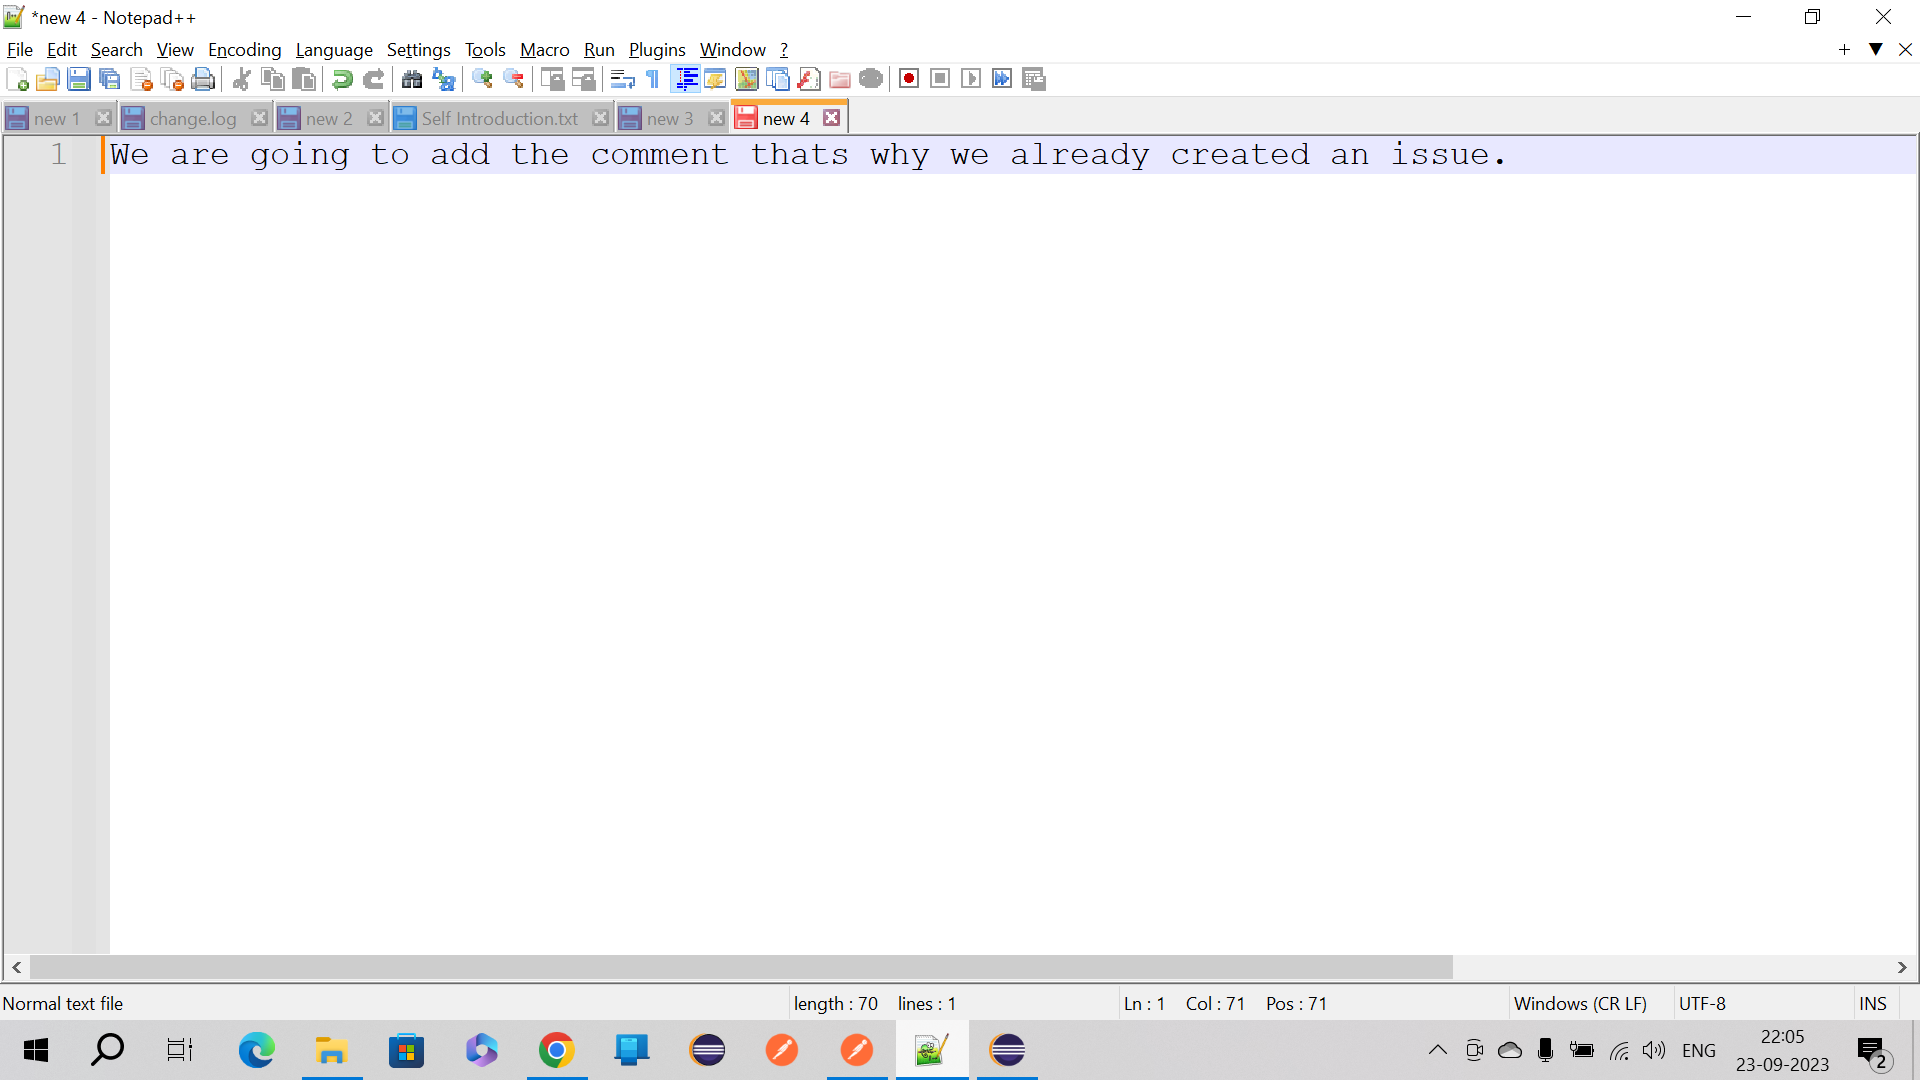 *new 4 - Notepad++
File Edit Search View Encoding Language Settings Tools Macro Run Plugins Window ?
new 1 change.log new 2 Self Introduction.txt new 3 new 4
1 We are going to add the comment thats why we already created an issue.
Normal text file length : 70 lines : 1 Ln : 1 Col : 71 Pos : 71 Windows (CR LF) UTF-8 INS
ENG 22:05
23-09-2023 2